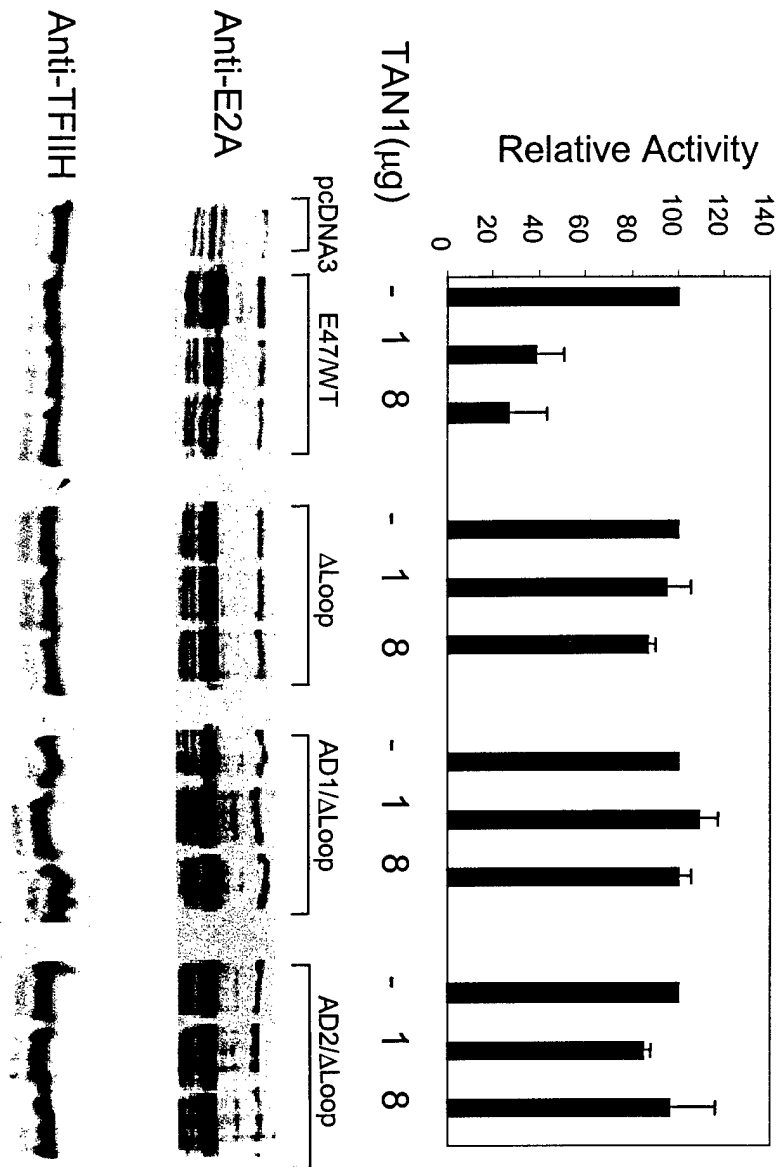 Relative Activity
140
120
100
80
60
40
20
0
TAN1(μg) - 1 8 - 1 8 - 1 8 - 1 8
pcDNA3 E47/WT ΔLoop AD1/ΔLoop AD2/ΔLoop
Anti-E2A
Anti-TFIIH